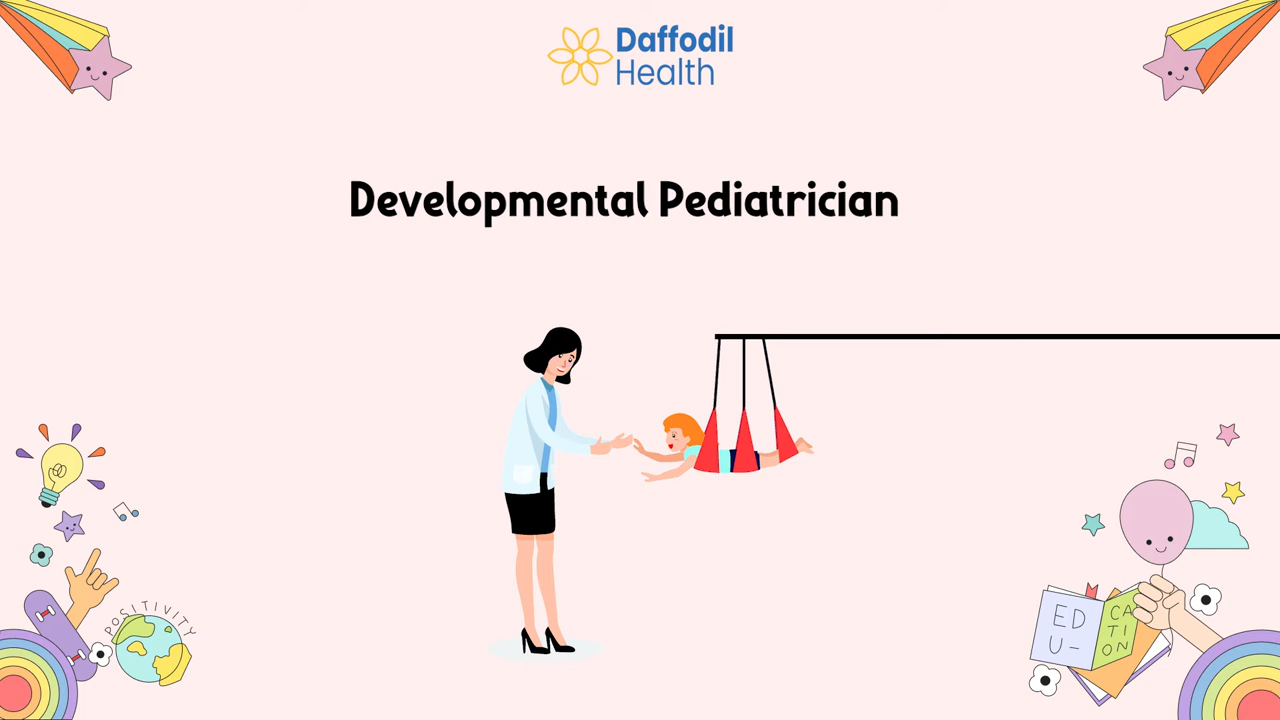 Daffodil
Health
Developmental Pediatrician
POSITIVITY
ED
U-
CA
TI
ON